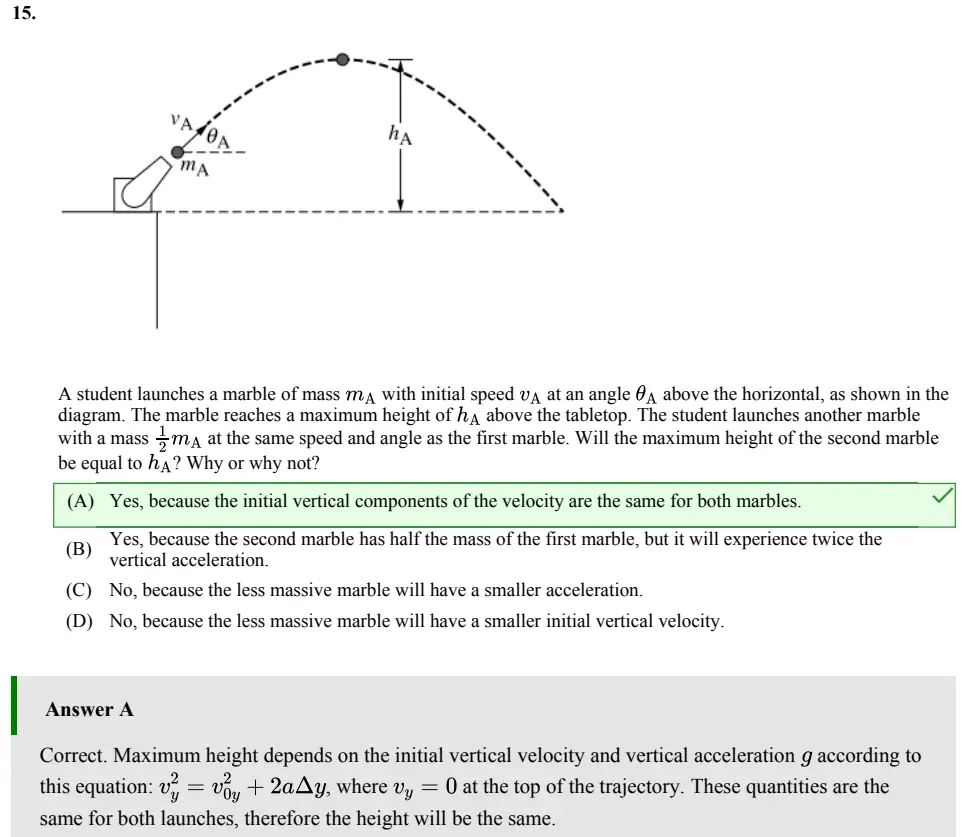 15.
vA
θA
mA
hA
A student launches a marble of mass mA with initial speed vA at an angle θA above the horizontal, as shown in the
diagram. The marble reaches a maximum height of hA above the tabletop. The student launches another marble
with a mass 1/2 mA at the same speed and angle as the first marble. Will the maximum height of the second marble
be equal to hA? Why or why not?
(A) Yes, because the initial vertical components of the velocity are the same for both marbles.
(B) Yes, because the second marble has half the mass of the first marble, but it will experience twice the
vertical acceleration.
(C) No, because the less massive marble will have a smaller acceleration.
(D) No, because the less massive marble will have a smaller initial vertical velocity.
Answer A
Correct. Maximum height depends on the initial vertical velocity and vertical acceleration g according to
this equation: v_y^2 = v_0y^2 + 2aΔy, where v_y = 0 at the top of the trajectory. These quantities are the
same for both launches, therefore the height will be the same.